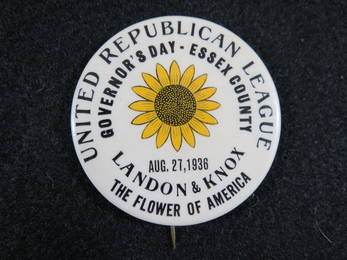 UNITED REPUBLICAN LEAGUE
GOVERNOR'S DAY - ESSEX COUNTY
AUG. 27, 1936
LANDON & KNOX
THE FLOWER OF AMERICA